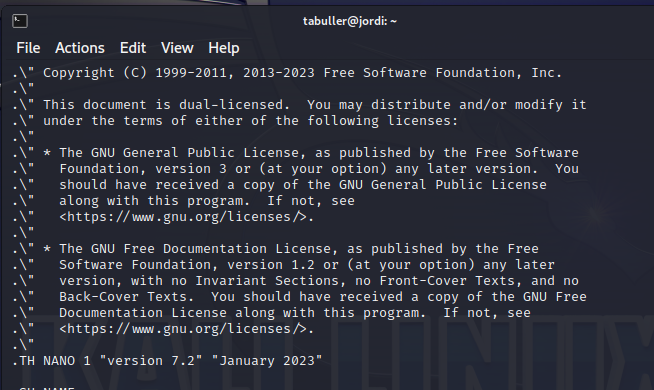 tabuller@jordi: ~
File Actions Edit View Help
.\" Copyright (C) 1999-2011, 2013-2023 Free Software Foundation, Inc.
.\"
.\" This document is dual-licensed.  You may distribute and/or modify it
.\" under the terms of either of the following licenses:
.\"
.\" * The GNU General Public License, as published by the Free Software
.\"   Foundation, version 3 or (at your option) any later version.  You
.\"   should have received a copy of the GNU General Public License
.\"   along with this program.  If not, see
.\"   <https://www.gnu.org/licenses/>.
.\"
.\" * The GNU Free Documentation License, as published by the Free
.\"   Software Foundation, version 1.2 or (at your option) any later
.\"   version, with no Invariant Sections, no Front-Cover Texts, and no
.\"   Back-Cover Texts.  You should have received a copy of the GNU Free
.\"   Documentation License along with this program.  If not, see
.\"   <https://www.gnu.org/licenses/>.
.\"
.TH NANO 1 "version 7.2" "January 2023"